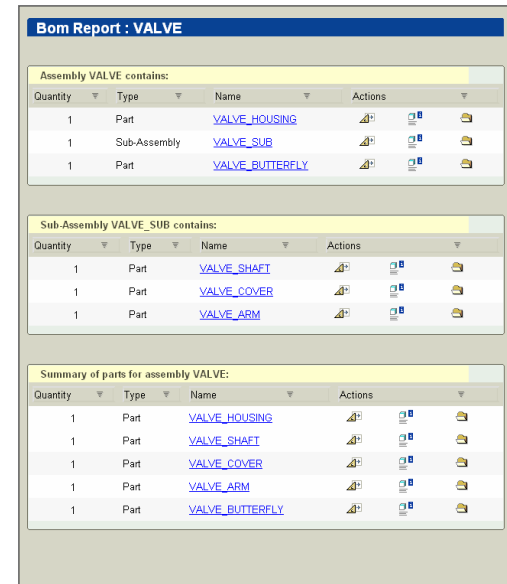 Bom Report : VALVE
Assembly VALVE contains:
Quantity Type Name Actions
1 Part VALVE_HOUSING
1 Sub-Assembly VALVE_SUB
1 Part VALVE_BUTTERFLY
Sub-Assembly VALVE_SUB contains:
Quantity Type Name Actions
1 Part VALVE_SHAFT
1 Part VALVE_COVER
1 Part VALVE_ARM
Summary of parts for assembly VALVE:
Quantity Type Name Actions
1 Part VALVE_HOUSING
1 Part VALVE_SHAFT
1 Part VALVE_COVER
1 Part VALVE_ARM
1 Part VALVE_BUTTERFLY